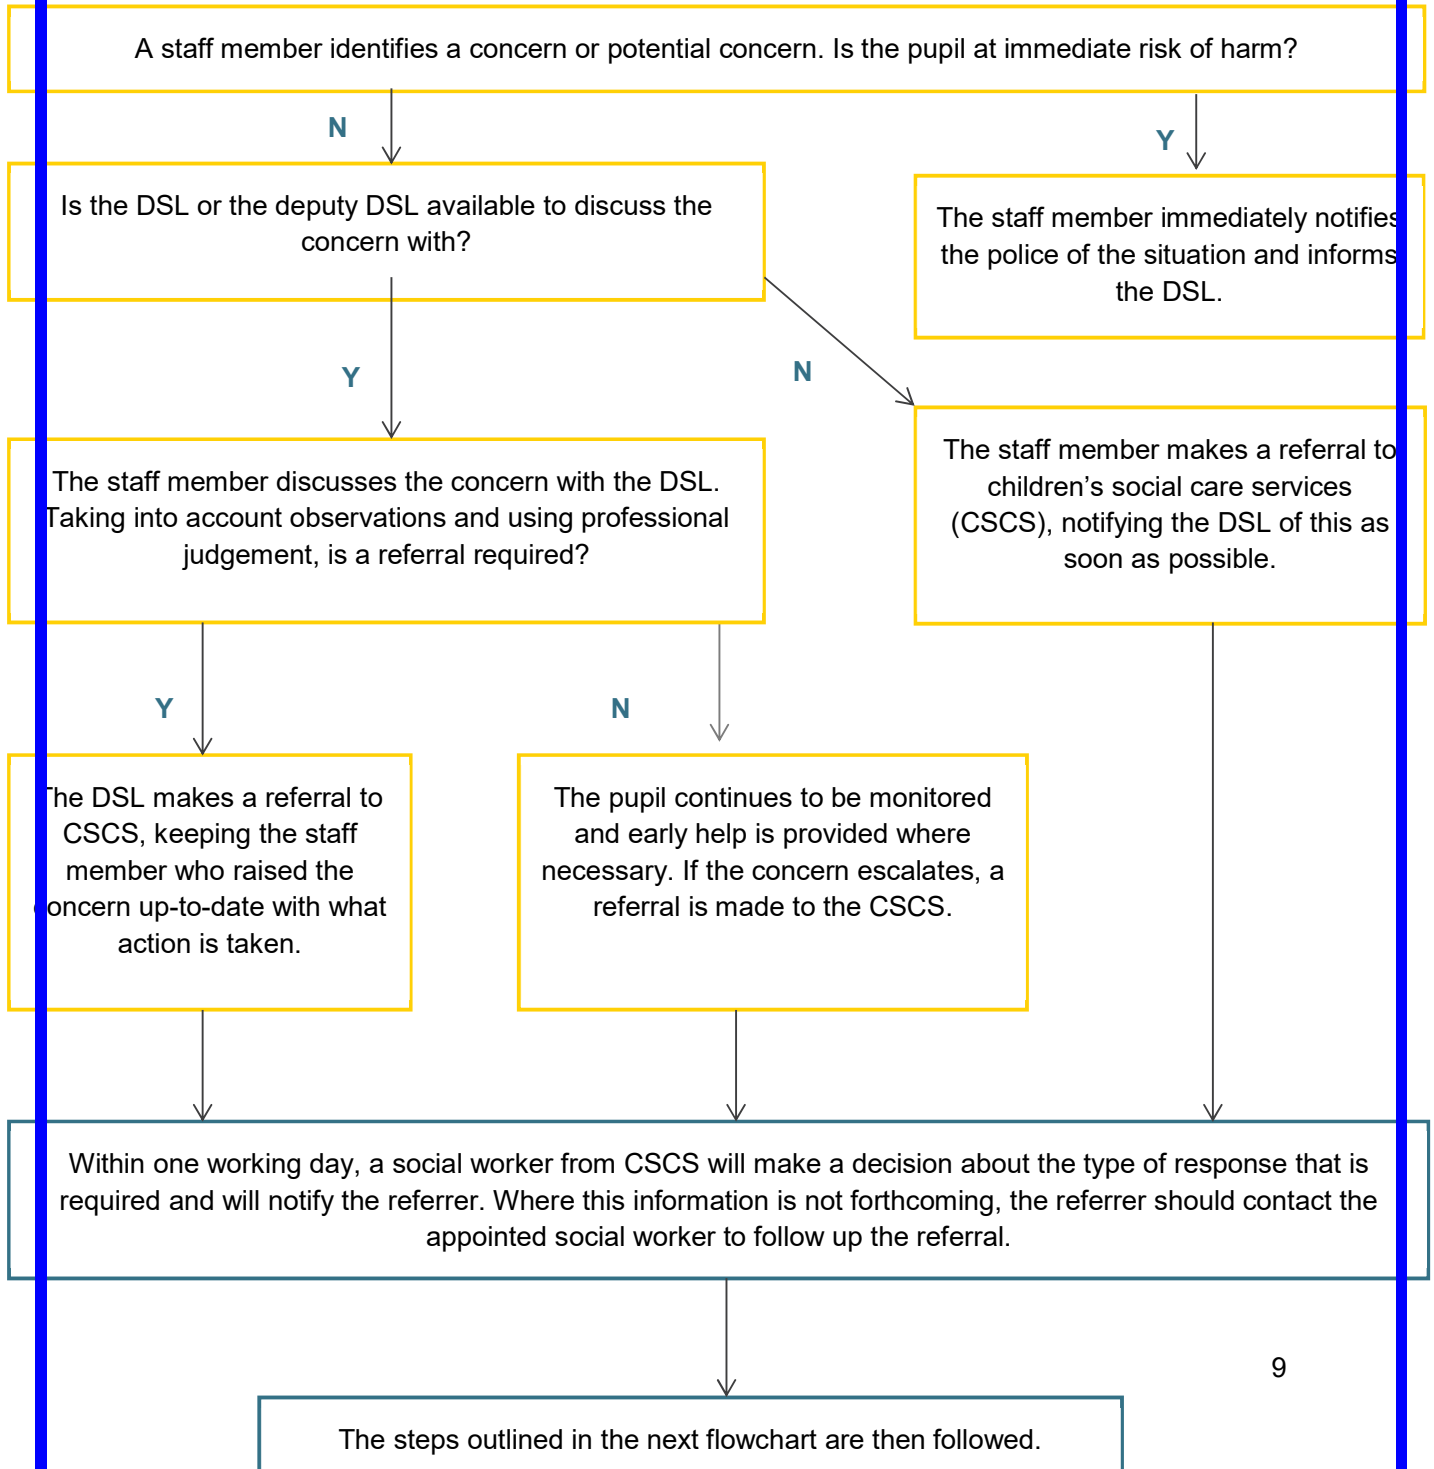 A staff member identifies a concern or potential concern. Is the pupil at immediate risk of harm?
N
Y
Is the DSL or the deputy DSL available to discuss the
concern with?
The staff member immediately notifies
the police of the situation and informs
the DSL.
Y
N
The staff member discusses the concern with the DSL.
Taking into account observations and using professional
judgement, is a referral required?
The staff member makes a referral to
children’s social care services
(CSCS), notifying the DSL of this as
soon as possible.
Y
N
The DSL makes a referral to
CSCS, keeping the staff
member who raised the
concern up-to-date with what
action is taken.
The pupil continues to be monitored
and early help is provided where
necessary. If the concern escalates, a
referral is made to the CSCS.
Within one working day, a social worker from CSCS will make a decision about the type of response that is
required and will notify the referrer. Where this information is not forthcoming, the referrer should contact the
appointed social worker to follow up the referral.
9
The steps outlined in the next flowchart are then followed.